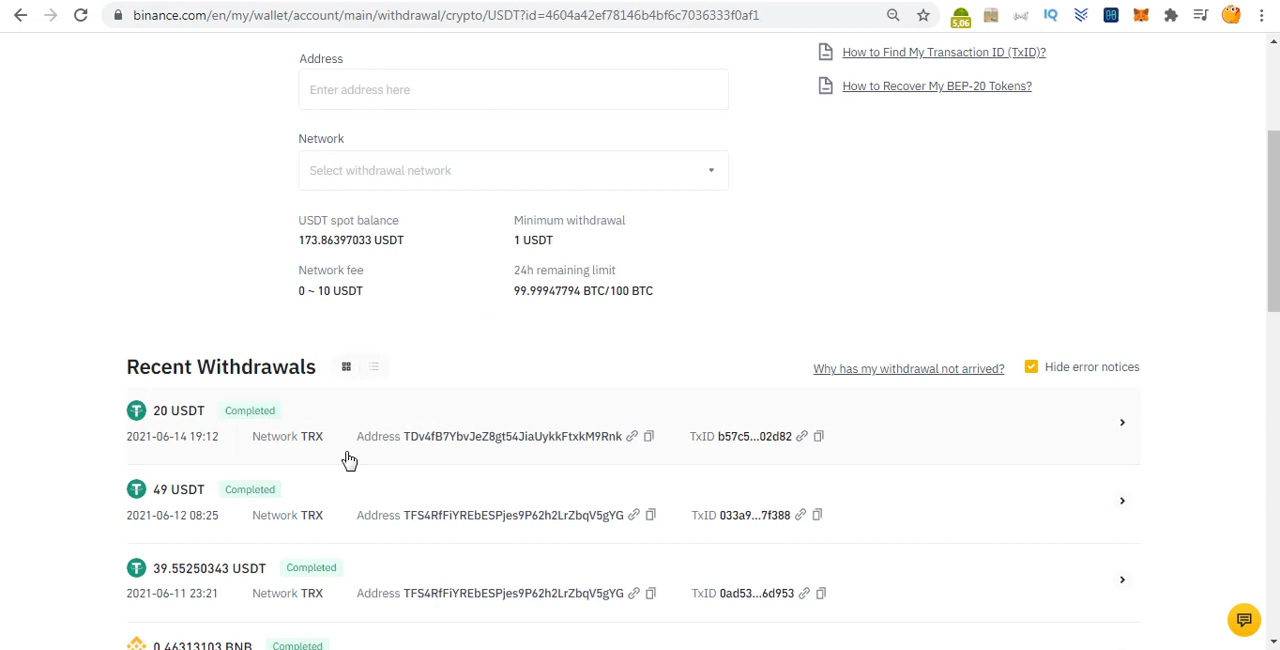 binance.com/en/my/wallet/account/main/withdrawal/crypto/USDT?id=4604a42ef78146b4bf6c7036333f0af1
5,06
IQ
Address
How to Find My Transaction ID (TxID)?
Enter address here
How to Recover My BEP-20 Tokens?
Network
Select withdrawal network
USDT spot balance
Minimum withdrawal
173.86397033 USDT
1 USDT
Network fee
24h remaining limit
0 ~ 10 USDT
99.99947794 BTC/100 BTC
Recent Withdrawals
Why has my withdrawal not arrived?
Hide error notices
20 USDT Completed
2021-06-14 19:12 Network TRX Address TDv4fB7YbvJeZ8gt54JiaUykkFtxkM9Rnk TxID b57c5...02d82
49 USDT Completed
2021-06-12 08:25 Network TRX Address TFS4RfFiYREbESPjes9P62h2LrZbqV5gYG TxID 033a9...7f388
39.55250343 USDT Completed
2021-06-11 23:21 Network TRX Address TFS4RfFiYREbESPjes9P62h2LrZbqV5gYG TxID 0ad53...6d953
0.46313103 BNB Completed